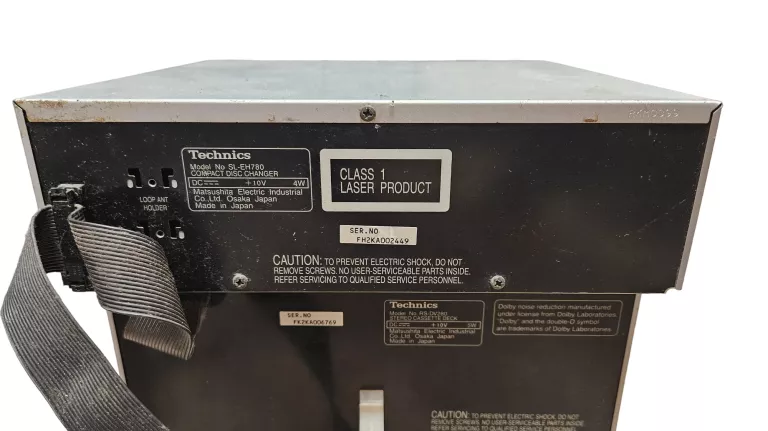 Technics
Model No. SL-EH780
COMPACT DISC CHANGER
DC +10V 4W
Matsushita Electric Industrial
Co.,Ltd. Osaka Japan
Made in Japan
CLASS 1
LASER PRODUCT
LOOP ANT
HOLDER
SER.NO
FH2KA002449
CAUTION: TO PREVENT ELECTRIC SHOCK, DO NOT
REMOVE SCREWS. NO USER-SERVICEABLE PARTS INSIDE.
REFER SERVICING TO QUALIFIED SERVICE PERSONNEL.
SER.NO
FK2KA006769
Technics
STEREO CASSETTE DECK
DC +10V
Matsushita Electric Industrial
Co.,Ltd. Osaka Japan
Made in Japan
Dolby noise reduction manufactured
under license from Dolby Laboratories.
"Dolby" and the double-D symbol
are trademarks of Dolby Laboratories.
CAUTION: TO PREVENT ELECTRIC SHOCK, DO NOT
REMOVE SCREWS. NO USER-SERVICEABLE PARTS INSIDE.
REFER SERVICING TO QUALIFIED SERVICE PERSONNEL.